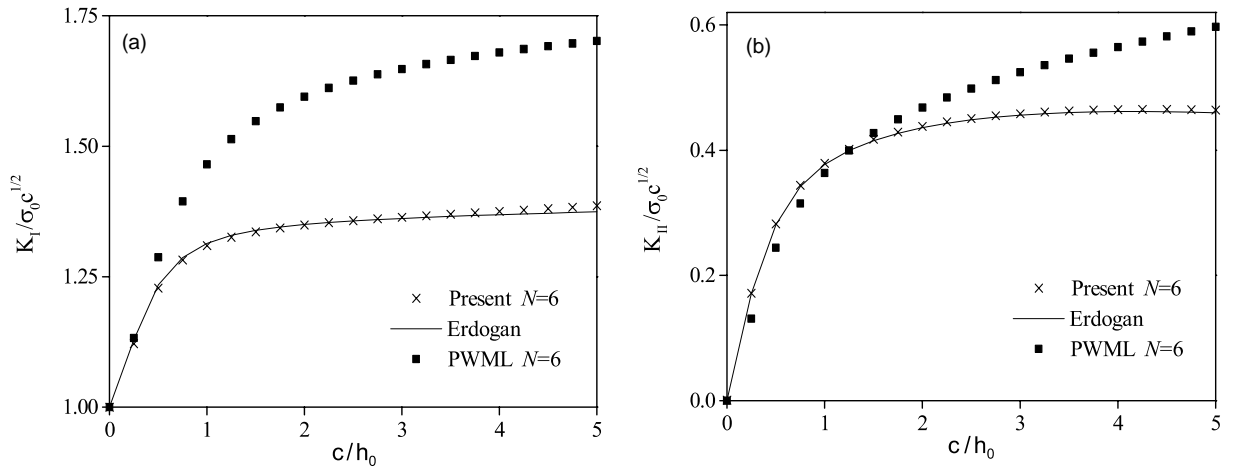 (a)
1.75
1.50
1.25
1.00
K_I/σ_0c^{1/2}
0 1 2 3 4 5
c/h_0
× Present N=6
Erdogan
■ PWML N=6
(b)
0.6
0.4
0.2
0.0
K_II/σ_0c^{1/2}
0 1 2 3 4 5
c/h_0
× Present N=6
Erdogan
■ PWML N=6